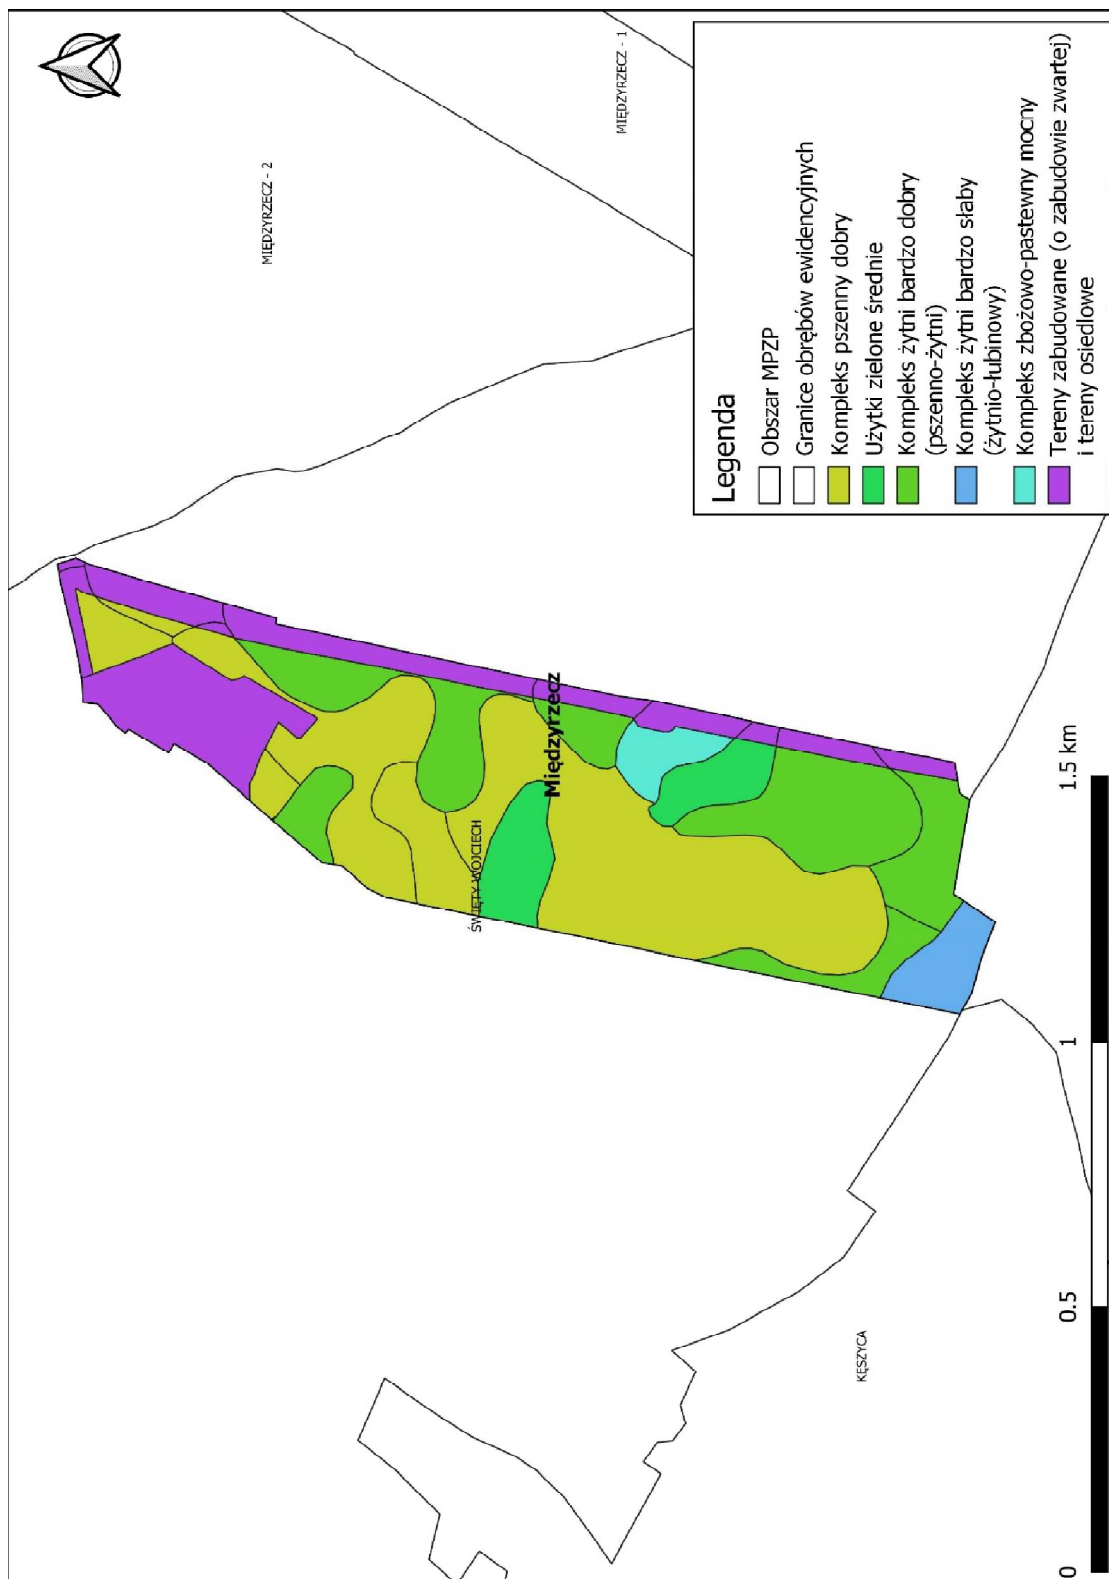 MIĘDZYRZECZ - 2
MIĘDZYRZECZ - 1
ŚWIĘTY WOJCIECH
Międzyrzecz
KĘSZYCA
Legenda
Obszar MPZP
Granice obrębów ewidencyjnych
Kompleks pszenny dobry
Użytki zielone średnie
Kompleks żytni bardzo dobry
(pszenno-żytni)
Kompleks żytni bardzo słaby
(żytnio-łubinowy)
Kompleks zbożowo-pastewny mocny
Tereny zabudowane (o zabudowie zwartej)
i tereny osiedlowe
0
0.5
1
1.5 km